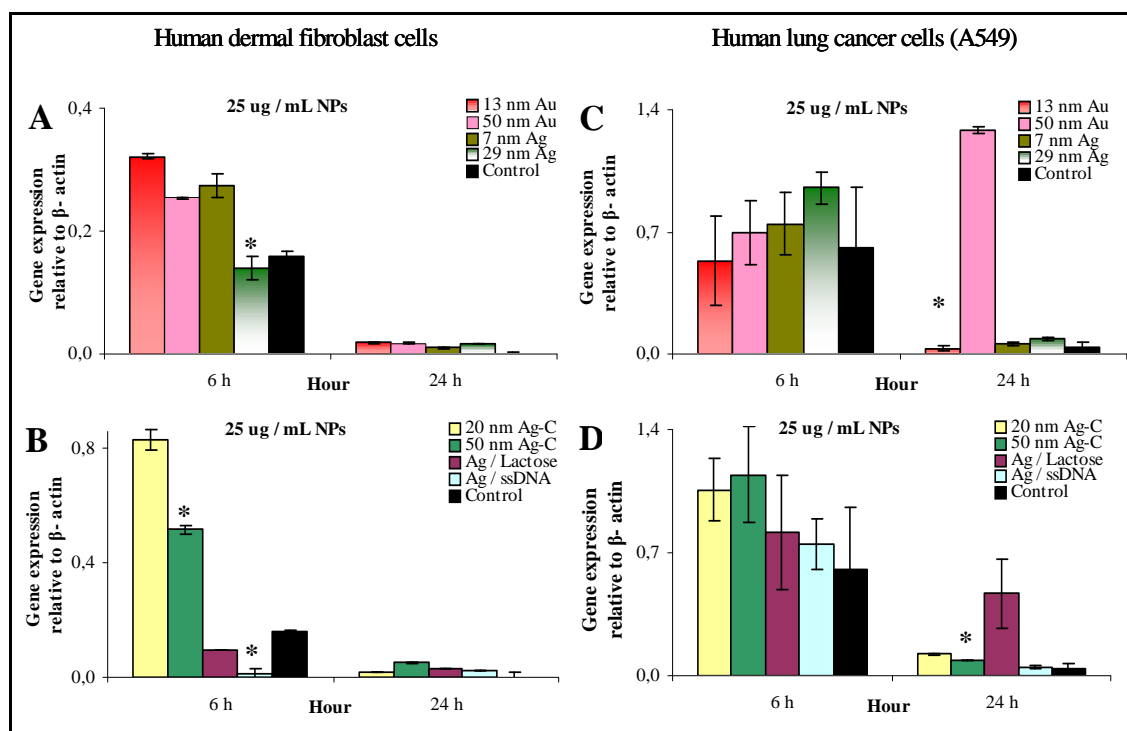 Human dermal fibroblast cells
Human lung cancer cells (A549)
A
25 ug / mL NPs
13 nm Au
50 nm Au
7 nm Ag
29 nm Ag
Control
Gene expression
relative to β- actin
0,4
0,2
0,0
*
6 h
Hour
24 h
C
25 ug / mL NPs
13 nm Au
50 nm Au
7 nm Ag
29 nm Ag
Control
Gene expression
relative to β- actin
1,4
0,7
0,0
*
6 h
Hour
24 h
B
25 ug / mL NPs
20 nm Ag-C
50 nm Ag-C
Ag / Lactose
Ag / ssDNA
Control
Gene expression
relative to β- actin
0,8
0,4
0,0
*
*
6 h
Hour
24 h
D
25 ug / mL NPs
20 nm Ag-C
50 nm Ag-C
Ag / Lactose
Ag / ssDNA
Control
Gene expression
relative to β- actin
1,4
0,7
0,0
*
6 h
Hour
24 h